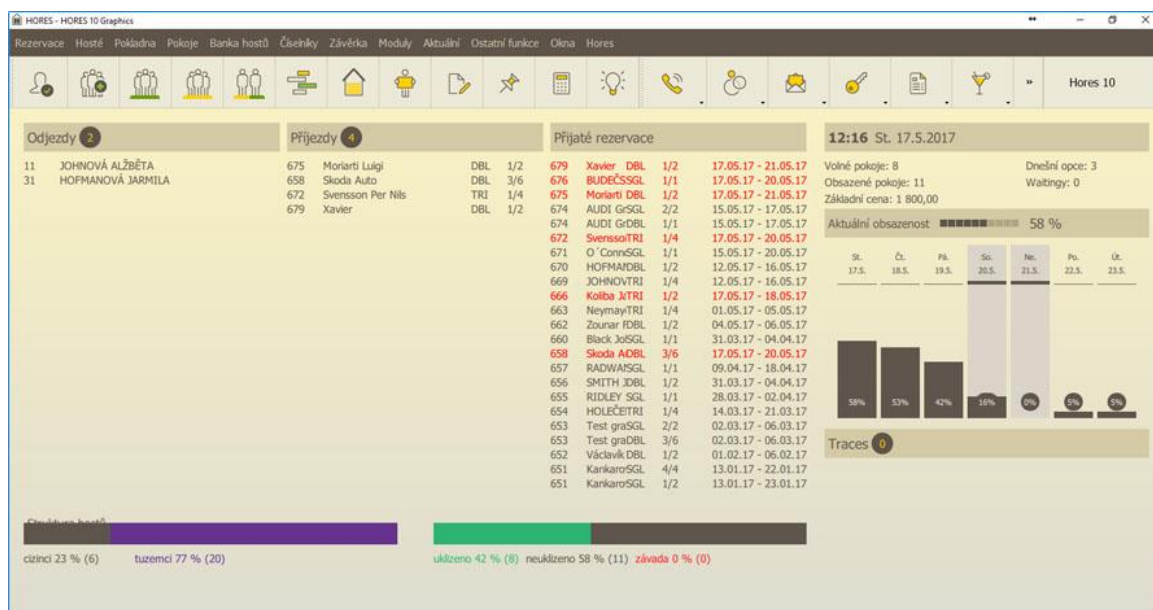 HORES - HORES 10 Graphics
Rezervace Hosté Pokladna Pokoje Banka hostů Číselníky Závěrka Moduly Aktuální Ostatní funkce Okna Hores
» Hores 10
Odjezdy 2
11 JOHNOVÁ ALŽBĚTA
31 HOFMANOVÁ JARMILA
Příjezdy 4
675 Moriarti Luigi DBL 1/2
658 Skoda Auto DBL 3/6
672 Svensson Per Nils TRI 1/4
679 Xavier DBL 1/2
Přijaté rezervace
679 Xavier DBL 1/2 17.05.17 - 21.05.17
676 BUDEČSSGL 1/1 17.05.17 - 20.05.17
675 Moriarti DBL 1/2 17.05.17 - 21.05.17
674 AUDI GrSGL 2/2 15.05.17 - 17.05.17
674 AUDI GrDBL 1/1 15.05.17 - 17.05.17
672 SvenssoTRI 1/4 17.05.17 - 20.05.17
671 O´ConnSGL 1/1 15.05.17 - 20.05.17
670 HOFMADBL 1/2 12.05.17 - 16.05.17
669 JOHNOVTRI 1/4 12.05.17 - 16.05.17
666 Koliba JaTRI 1/2 17.05.17 - 18.05.17
663 NeymayTRI 1/4 01.05.17 - 05.05.17
662 Zounar DBL 1/2 04.05.17 - 06.05.17
660 Black JoSGL 1/1 31.03.17 - 04.04.17
658 Skoda ADBL 3/6 17.05.17 - 20.05.17
657 RADWASGL 1/1 09.04.17 - 18.04.17
656 SMITH JDBL 1/2 31.03.17 - 04.04.17
655 RIDLEY SGL 1/1 28.03.17 - 02.04.17
654 HOLEČETRI 1/4 14.03.17 - 21.03.17
653 Test graSGL 2/2 02.03.17 - 06.03.17
653 Test graDBL 3/6 02.03.17 - 06.03.17
652 Václavík DBL 1/2 01.02.17 - 06.02.17
651 KankaroSGL 4/4 13.01.17 - 22.01.17
651 KankaroSGL 1/2 13.01.17 - 23.01.17
12:16 St. 17.5.2017
Volné pokoje: 8 Dnešní opce: 3
Obsazené pokoje: 11 Waitingy: 0
Základní cena: 1 800,00
Aktuální obsazenost 58 %
St. Čt. Pá. So. Ne. Po. Út.
17.5. 18.5. 19.5. 20.5. 21.5. 22.5. 23.5.
58% 53% 42% 16% 0% 5% 5%
Traces 0
Struktura hostů
cizinci 23 % (6) tuzemci 77 % (20)
uklizeno 42 % (8) neuklizeno 58 % (11) závada 0 % (0)